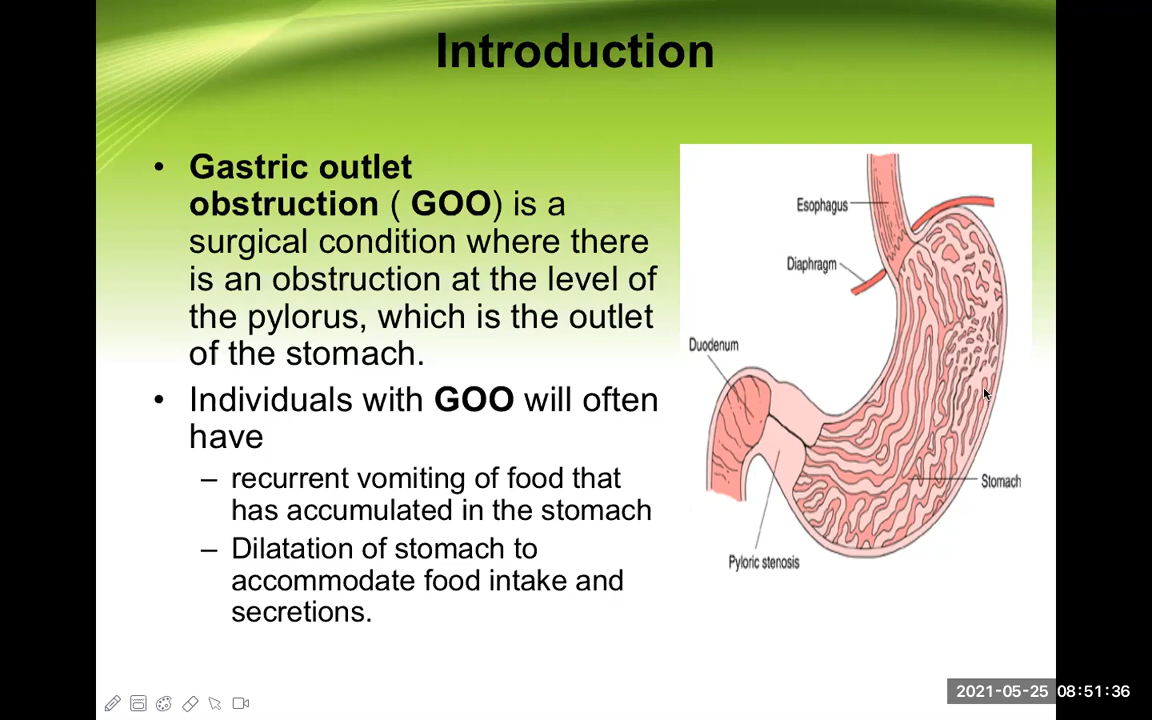 Introduction
• Gastric outlet
obstruction ( GOO) is a
surgical condition where there
is an obstruction at the level of
the pylorus, which is the outlet
of the stomach.
• Individuals with GOO will often
have
– recurrent vomiting of food that
has accumulated in the stomach
– Dilatation of stomach to
accommodate food intake and
secretions.
Esophagus
Diaphragm
Duodenum
Stomach
Pyloric stenosis
2021-05-25 08:51:36